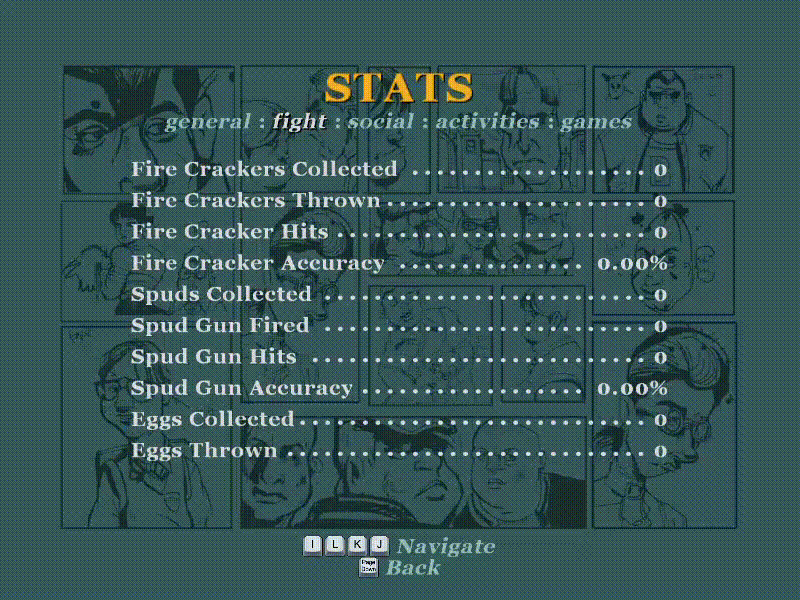 STATS
general : fight : social : activities : games
Fire Crackers Collected .................... 0
Fire Crackers Thrown ...................... 0
Fire Cracker Hits .......................... 0
Fire Cracker Accuracy ............... 0.00%
Spuds Collected ........................... 0
Spud Gun Fired ........................... 0
Spud Gun Hits ............................ 0
Spud Gun Accuracy .................. 0.00%
Eggs Collected ............................. 0
Eggs Thrown .............................. 0
I L K J Navigate
Page Down Back